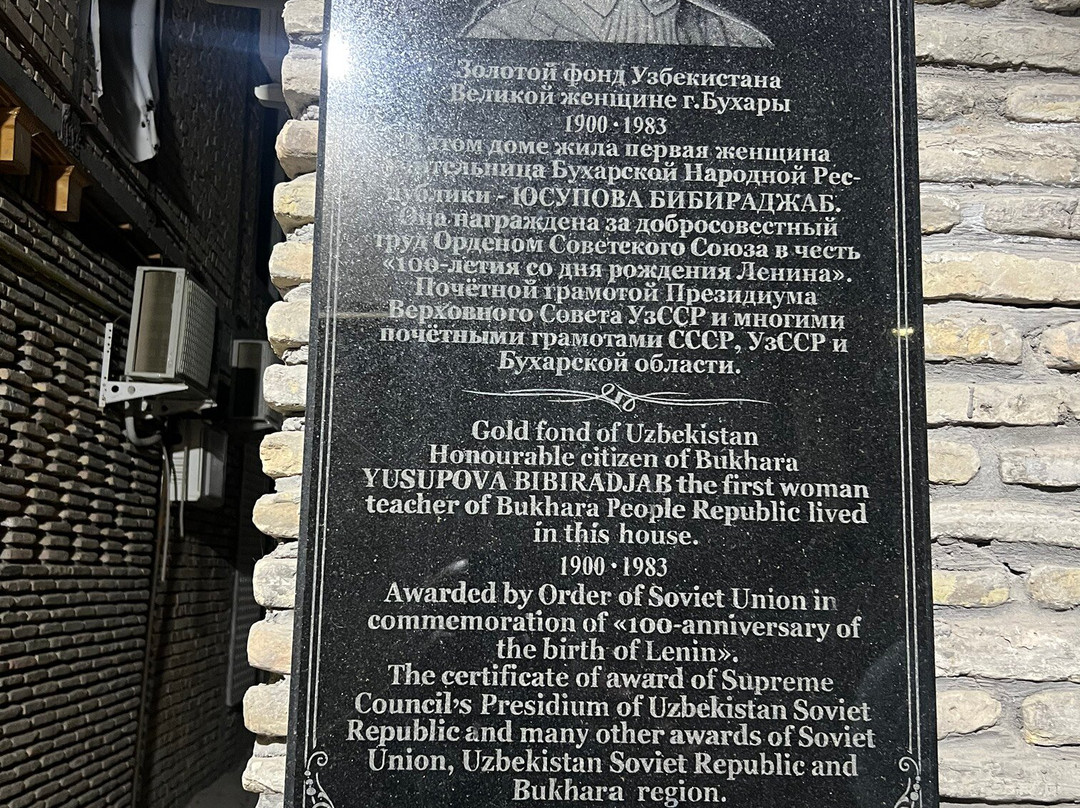 Золотой фонд Узбекистана
Великой женщине г.Бухары
1900 · 1983
этом доме жила первая женщина
Бухарской Народной Рес-
публики - ЮСУПОВА БИБИРАДЖАБ.
Она награждена за добросовестный
труд Орденом Советского Союза в честь
«100-летия со дня рождения Ленина».
Почётной грамотой Президиума
Верховного Совета УзССР и многими
почётными грамотами СССР, УзССР и
Бухарской области.
Gold fond of Uzbekistan
Honourable citizen of Bukhara
YUSUPOVA BIBIRADJAB the first woman
teacher of Bukhara People Republic lived
in this house.
1900 · 1983
Awarded by Order of Soviet Union in
commemoration of «100-anniversary of
the birth of Lenin».
The certificate of award of Supreme
Council's Presidium of Uzbekistan Soviet
Republic and many other awards of Soviet
Union, Uzbekistan Soviet Republic and
Bukhara region.